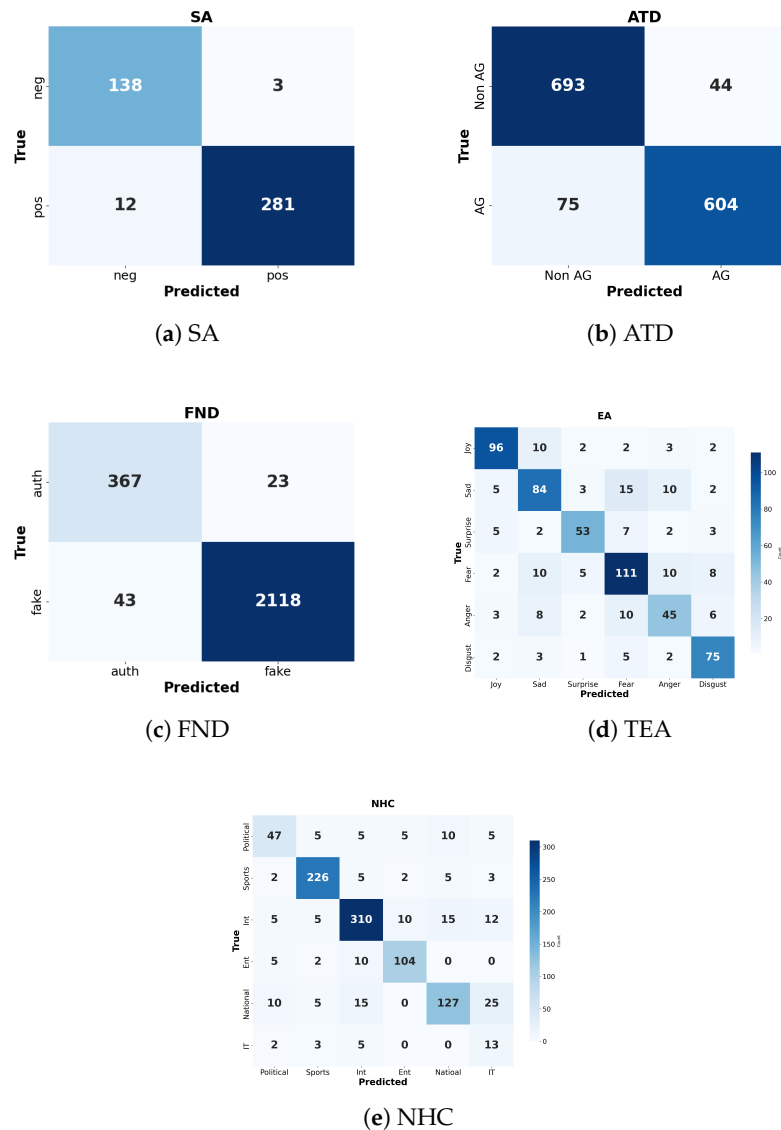 SA
neg 138 3
pos 12 281
True
neg pos
Predicted
(a) SA
ATD
Non AG 693 44
AG 75 604
True
Non AG AG
Predicted
(b) ATD
FND
auth 367 23
fake 43 2118
True
auth fake
Predicted
(c) FND
EA
Joy 96 10 2 2 3 2
Sad 5 84 3 15 10 2
Surprise 5 2 53 7 2 3
Fear 2 10 5 111 10 8
Anger 3 8 2 10 45 6
Disgust 2 3 1 5 2 75
True
Joy Sad Surprise Fear Anger Disgust
Predicted
100
80
60
40
20
Count
(d) TEA
NHC
Political 47 5 5 5 10 5
Sports 2 226 5 2 5 3
Int 5 5 310 10 15 12
Ent 5 2 10 104 0 0
National 10 5 15 0 127 25
IT 2 3 5 0 0 13
True
Political Sports Int Ent Natioal IT
Predicted
300
250
200
150
100
50
0
Count
(e) NHC